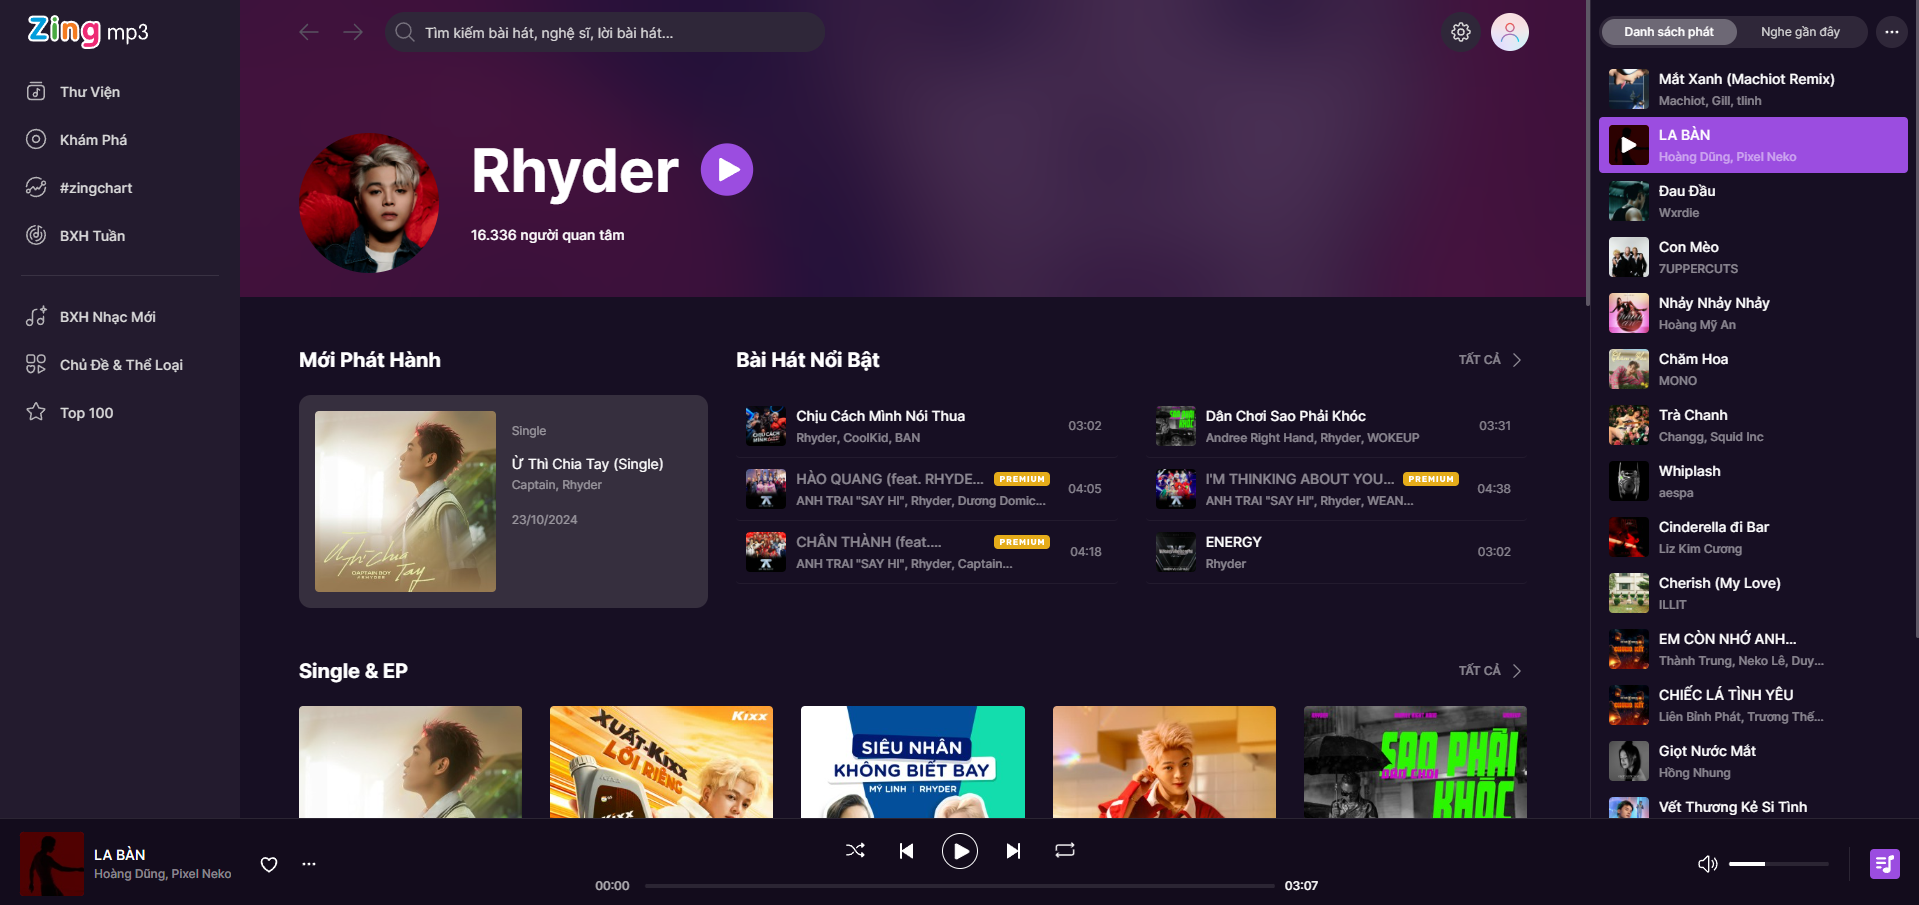 Zing mp3
Thư Viện
Khám Phá
#zingchart
BXH Tuần
BXH Nhạc Mới
Chủ Đề & Thể Loại
Top 100
Tìm kiếm bài hát, nghệ sĩ, lời bài hát...
Rhyder
16.336 người quan tâm
Mới Phát Hành
Single
Ừ Thì Chia Tay (Single)
Captain, Rhyder
23/10/2024
Ừ Thì Chia Tay
CAPTAIN BOY
Bài Hát Nổi Bật
TẤT CẢ
Chịu Cách Mình Nói Thua
Rhyder, CoolKid, BAN
03:02
HÀO QUANG (feat. RHYDE...
PREMIUM
ANH TRAI "SAY HI", Rhyder, Dương Domic...
04:05
CHÂN THÀNH (feat....
PREMIUM
ANH TRAI "SAY HI", Rhyder, Captain...
04:18
Dân Chơi Sao Phải Khóc
Andree Right Hand, Rhyder, WOKEUP
03:31
I'M THINKING ABOUT YOU...
PREMIUM
ANH TRAI "SAY HI", Rhyder, WEAN...
04:38
ENERGY
Rhyder
03:02
Single & EP
TẤT CẢ
Kixx
XUẤT-KIXX
LỐI RIÊNG
Kixx
SIÊU NHÂN
KHÔNG BIẾT BAY
MỸ LINH | RHYDER
SAO PHẢI
DÂN CHƠI
KHÓC
Danh sách phát
Nghe gần đây
Mắt Xanh (Machiot Remix)
Machiot, Gill, tlinh
LA BÀN
Hoàng Dũng, Pixel Neko
Đau Đầu
Wxrdie
Con Mèo
7UPPERCUTS
Nhảy Nhảy Nhảy
Hoàng Mỹ An
Chăm Hoa
MONO
Trà Chanh
Changg, Squid Inc
Whiplash
aespa
Cinderella đi Bar
Liz Kim Cương
Cherish (My Love)
ILLIT
EM CÒN NHỚ ANH...
Thành Trung, Neko Lê, Duy...
CHIẾC LÁ TÌNH YÊU
Liên Bỉnh Phát, Trương Thế...
Giọt Nước Mắt
Hồng Nhung
Vết Thương Kẻ Si Tình
LA BÀN
Hoàng Dũng, Pixel Neko
00:00
03:07